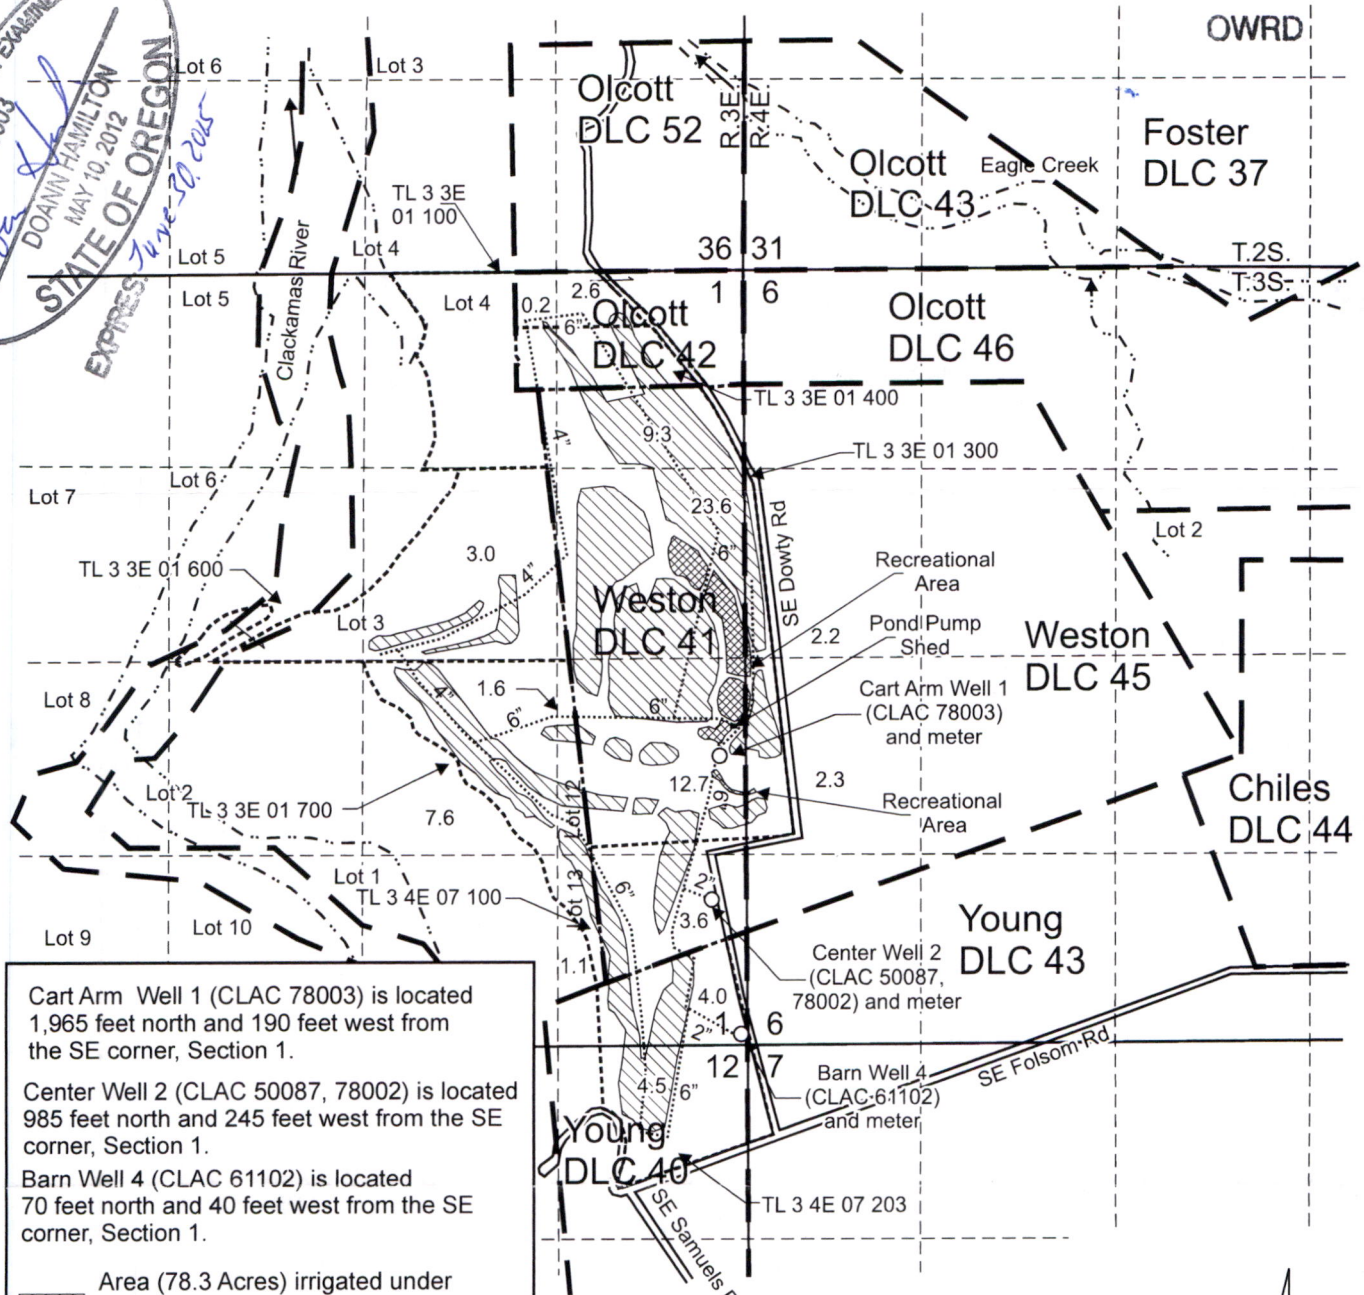 OWRD
EXAMINE
DOANN HAMILTON
MAY 10, 2012
STATE OF OREGON
EXPIRES: June 30, 2015
Lot 6
Lot 3
Olcott
DLC 52
R.3E
R.4E
Olcott
DLC 43
Eagle Creek
Foster
DLC 37
TL 3 3E
01 100
Clackamas River
Lot 5
Lot 4
36
31
T.2S.
T.3S.
Lot 5
Lot 4
1
6
0.2
2.6
6"
Olcott
DLC 42
Olcott
DLC 46
TL 3 3E 01 400
4"
9.3
TL 3 3E 01 300
Lot 7
Lot 6
23.6
6"
SE Dowty Rd
Lot 2
3.0
4"
TL 3 3E 01 600
Recreational
Area
Weston
DLC 41
Lot 3
2.2
Pond Pump
Shed
Weston
DLC 45
Lot 8
4"
1.6
6"
6"
Cart Arm Well 1
(CLAC 78003)
and meter
Lot 2
TL 3 3E 01 700
7.6
Lot 12
12.7
6"
2.3
Recreational
Area
Chiles
DLC 44
Lot 1
TL 3 4E 07 100
Lot 13
6"
2"
3.6
Lot 9
Lot 10
1.1
Young
DLC 43
Center Well 2
(CLAC 50087,
78002) and meter
4.0
2"
1
6
12
7
SE Folsom Rd
4.5
6"
Barn Well 4
(CLAC 61102)
and meter
Young
DLC 40
TL 3 4E 07 203
SE Samuels
Cart Arm Well 1 (CLAC 78003) is located
1,965 feet north and 190 feet west from
the SE corner, Section 1.
Center Well 2 (CLAC 50087, 78002) is located
985 feet north and 245 feet west from the SE
corner, Section 1.
Barn Well 4 (CLAC 61102) is located
70 feet north and 40 feet west from the SE
corner, Section 1.
Area (78.3 Acres) irrigated under